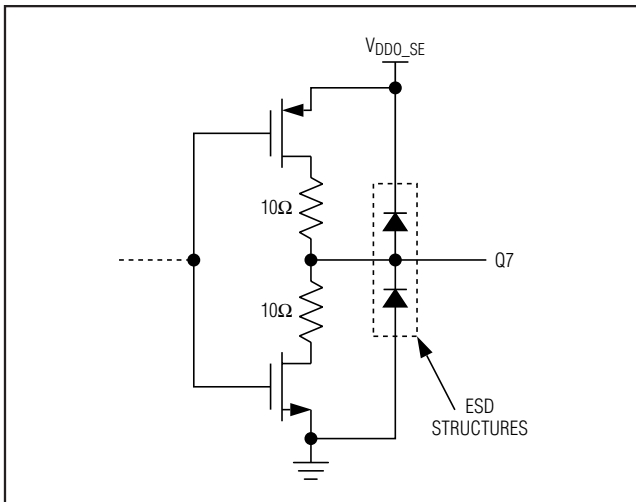 VDDO_SE
10Ω
Q7
10Ω
ESD
STRUCTURES